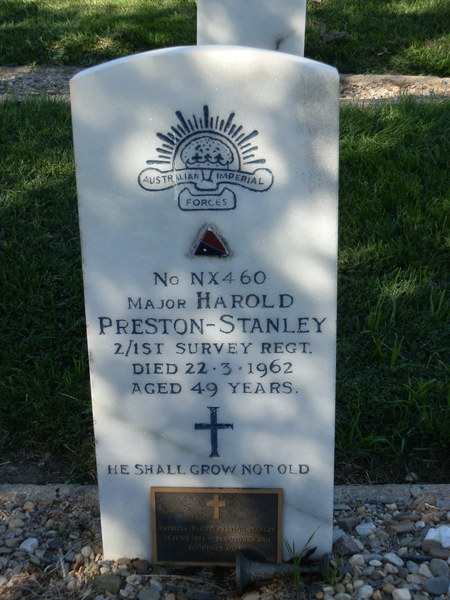 AUSTRALIAN IMPERIAL
FORCES
No NX460
MAJOR HAROLD
PRESTON-STANLEY
2/1ST SURVEY REGT.
DIED 22·3·1962
AGED 49 YEARS.
HE SHALL GROW NOT OLD